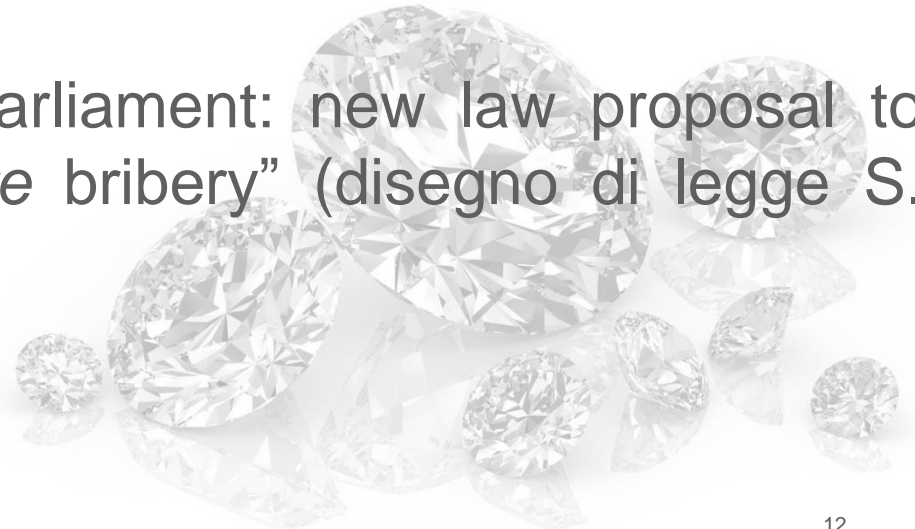 arliament: new law proposal to
e bribery” (disegno di legge S.
12